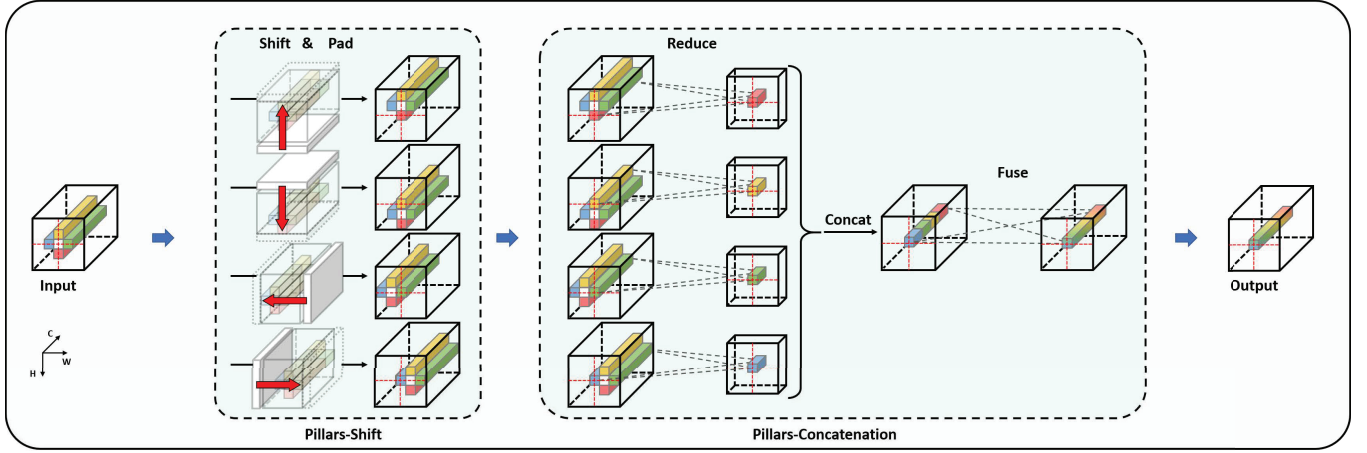 Shift & Pad
Reduce
Fuse
Concat
Input
Output
C
W
H
Pillars-Shift
Pillars-Concatenation